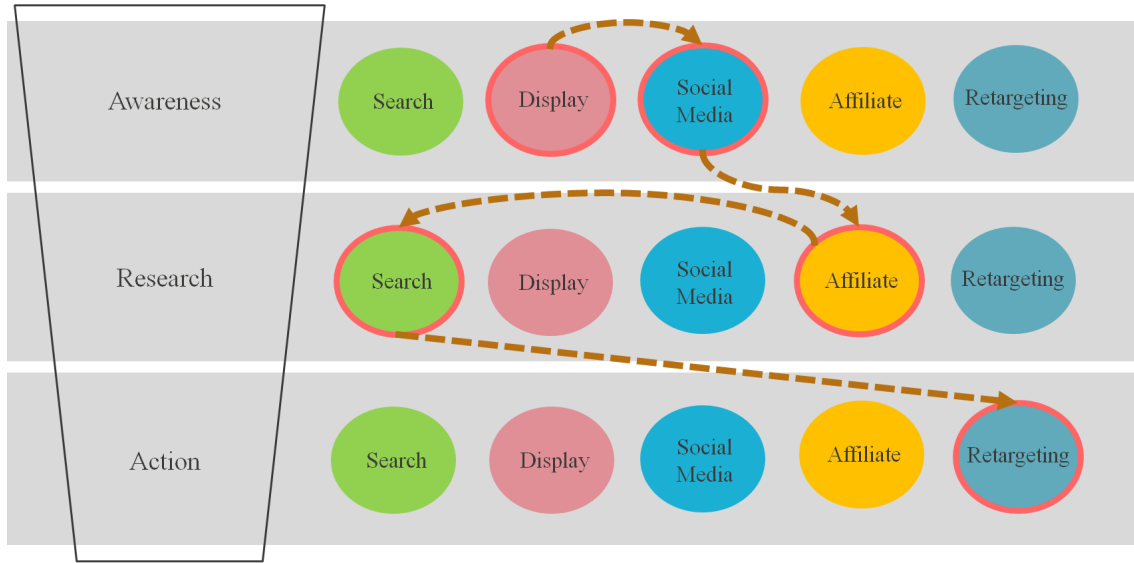 Awareness
Search
Display
Social
Media
Affiliate
Retargeting
Research
Search
Display
Social
Media
Affiliate
Retargeting
Action
Search
Display
Social
Media
Affiliate
Retargeting